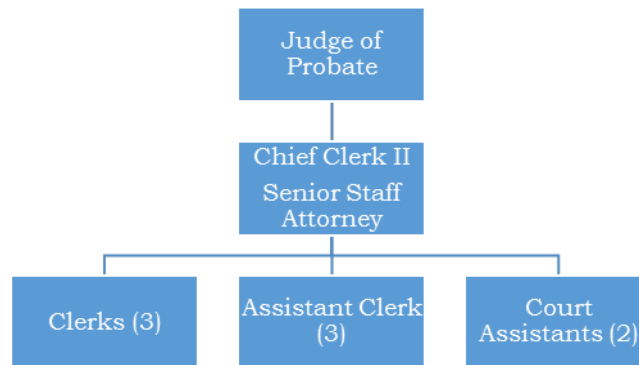 Judge of
Probate
Chief Clerk II
Senior Staff
Attorney
Clerks (3)
Assistant Clerk
(3)
Court
Assistants (2)